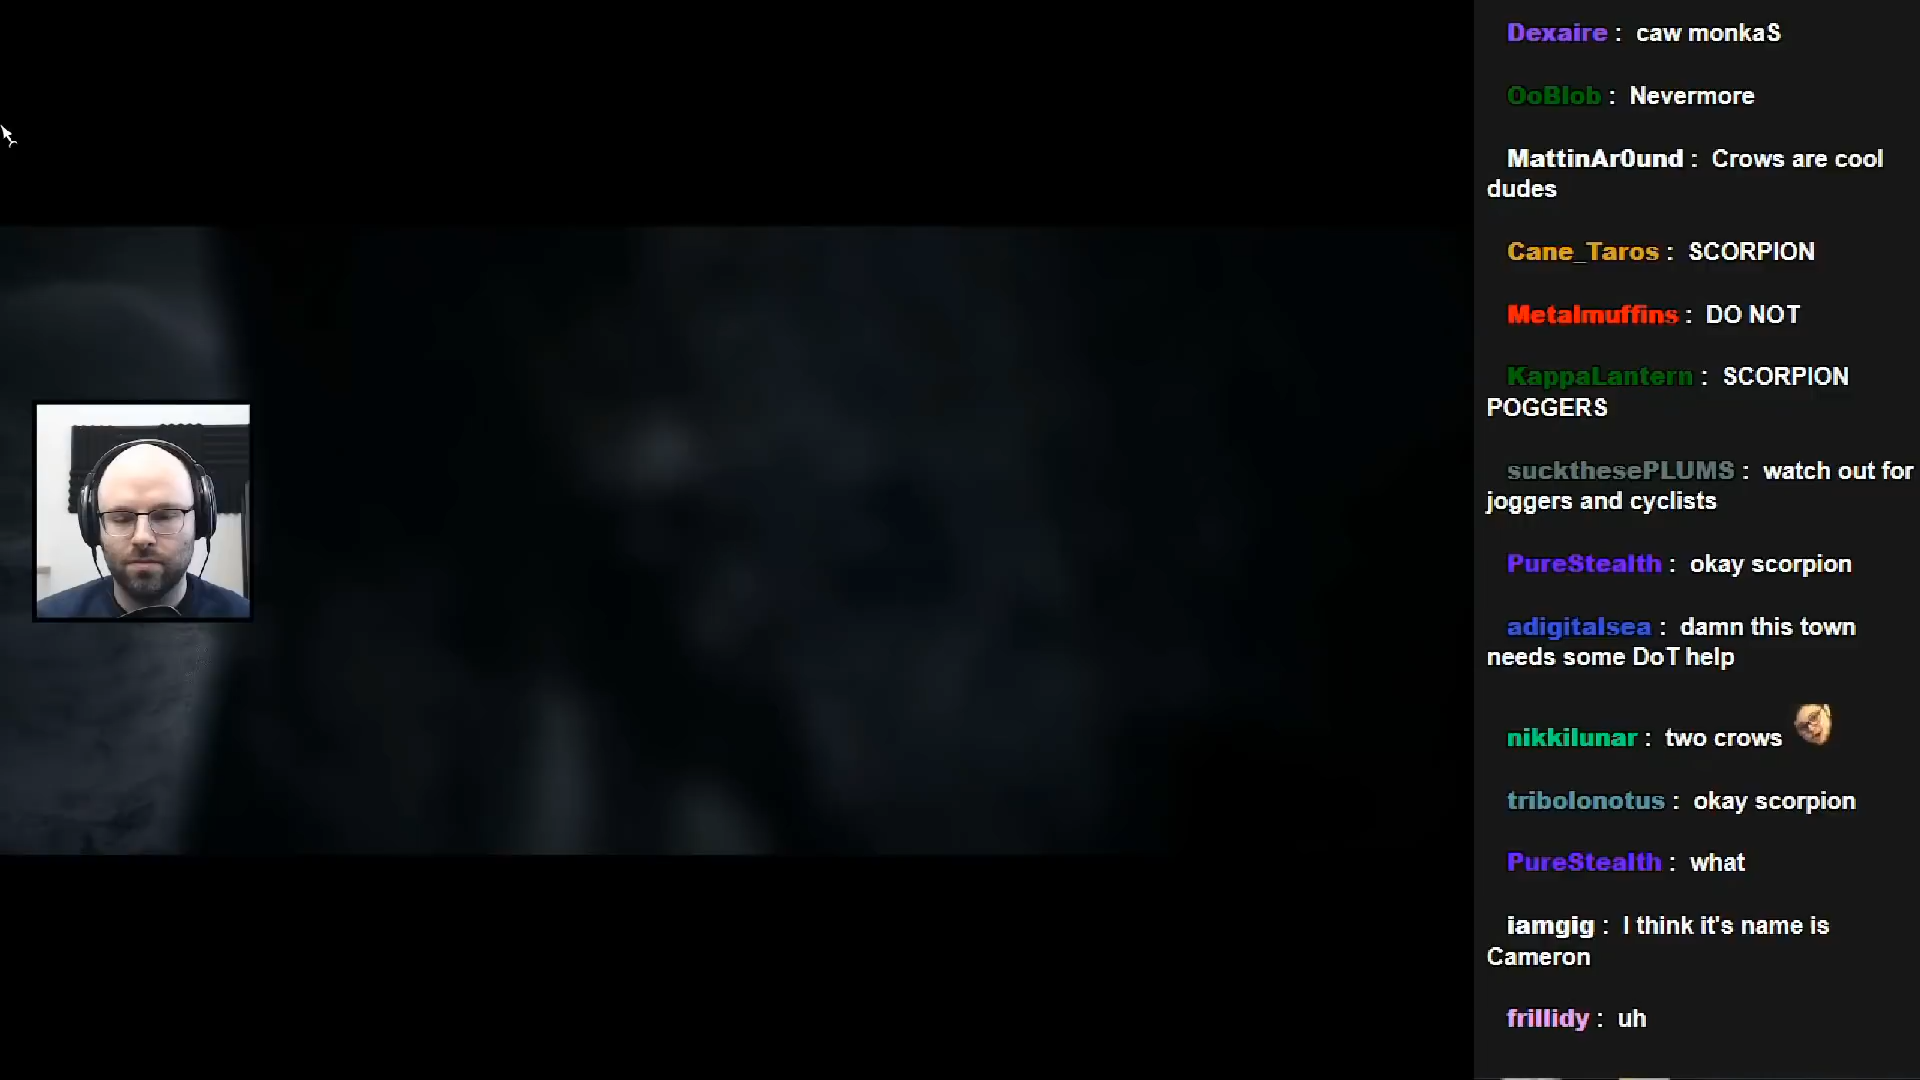 Dexaire : caw monkaS
OoBlob : Nevermore
MattinAr0und : Crows are cool
dudes
Cane_Taros : SCORPION
Metalmuffins : DO NOT
KappaLantern : SCORPION
POGGERS
suckthesePLUMS : watch out for
joggers and cyclists
PureStealth : okay scorpion
adigitalsea : damn this town
needs some DoT help
nikkilunar : two crows
tribolonotus : okay scorpion
PureStealth : what
iamgig : I think it's name is
Cameron
frillidy : uh